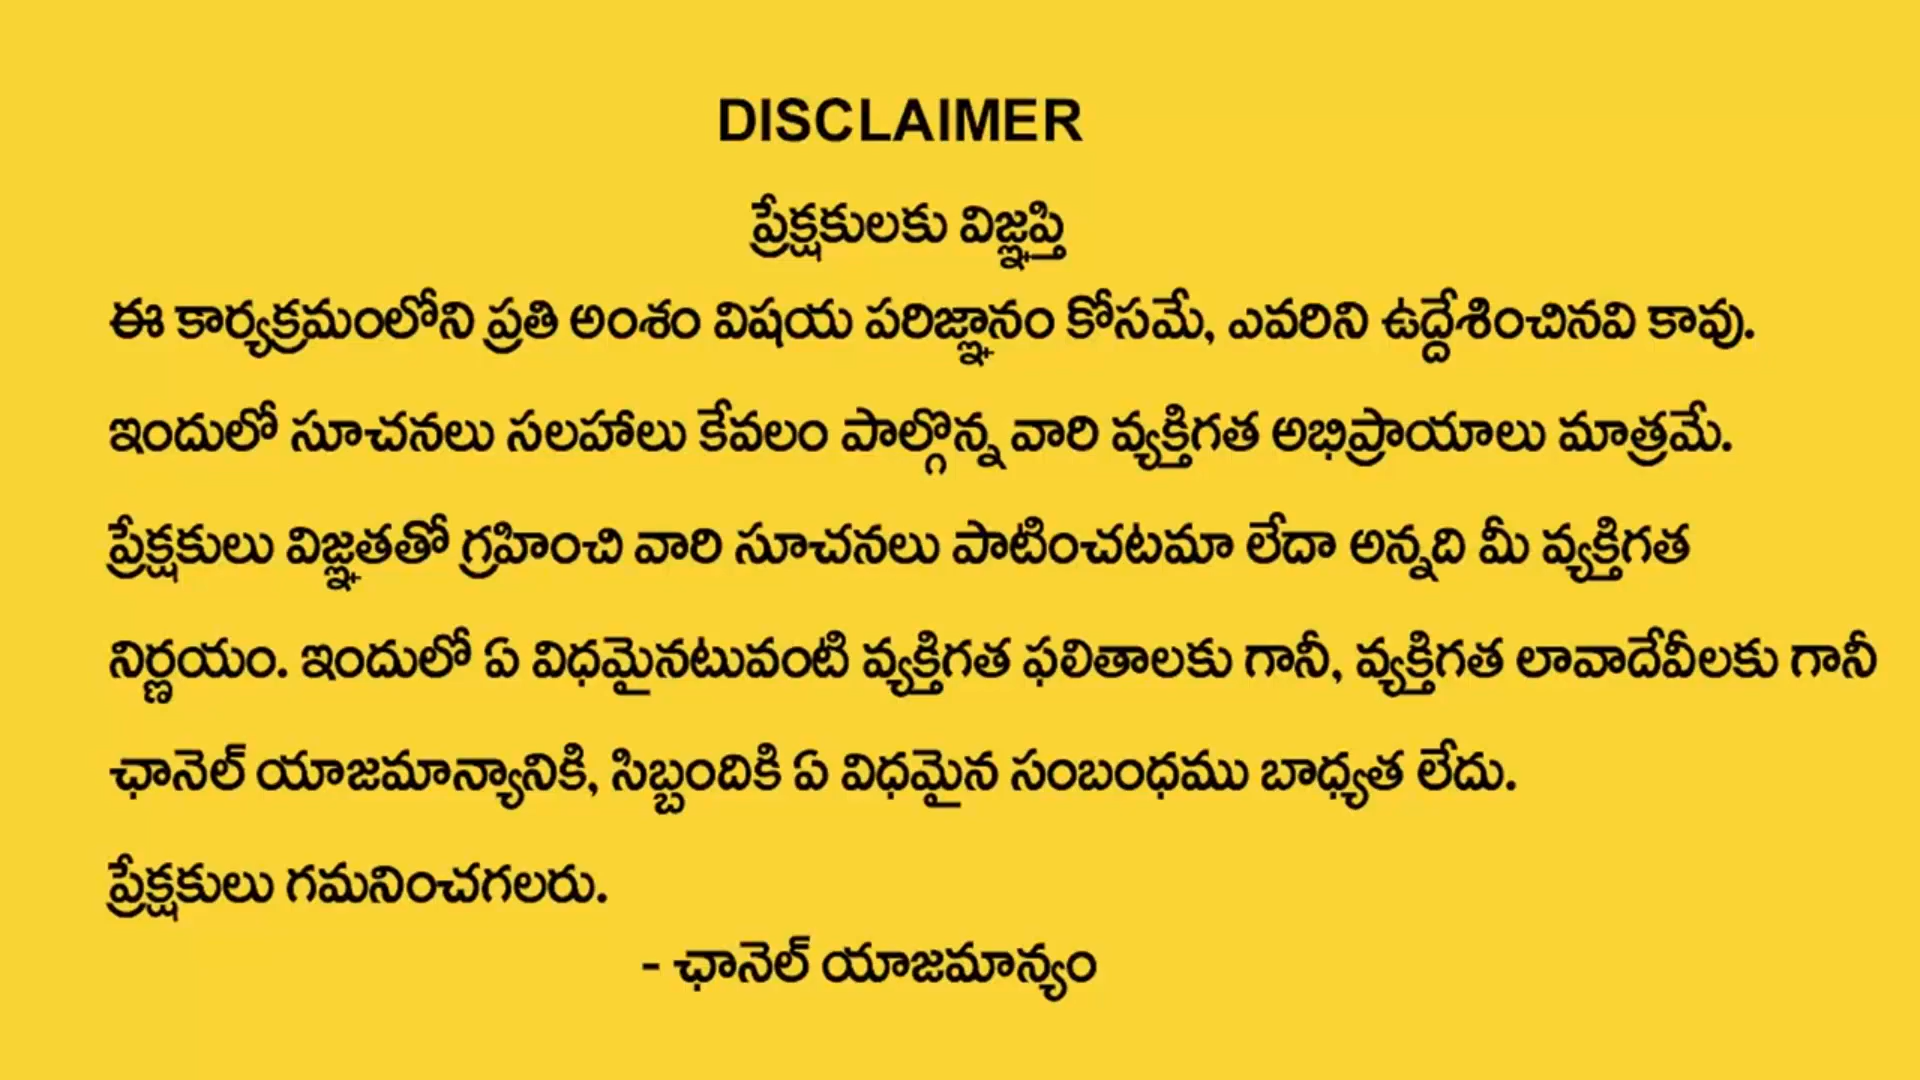 DISCLAIMER
ప్రేక్షకులకు విజ్ఞప్తి
ఈ కార్యక్రమంలోని ప్రతి అంశం విషయ పరిజ్ఞానం కోసమే, ఎవరిని ఉద్దేశించినవి కావు.
ఇందులో సూచనలు సలహాలు కేవలం పాల్గొన్న వారి వ్యక్తిగత అభిప్రాయాలు మాత్రమే.
ప్రేక్షకులు విజ్ఞతతో గ్రహించి వారి సూచనలు పాటించటమా లేదా అన్నది మీ వ్యక్తిగత
నిర్ణయం. ఇందులో ఏ విధమైనటువంటి వ్యక్తిగత ఫలితాలకు గానీ, వ్యక్తిగత లావాదేవీలకు గానీ
ఛానెల్ యాజమాన్యానికి, సిబ్బందికి ఏ విధమైన సంబంధము బాధ్యత లేదు.
ప్రేక్షకులు గమనించగలరు.
- ఛానెల్ యాజమాన్యం